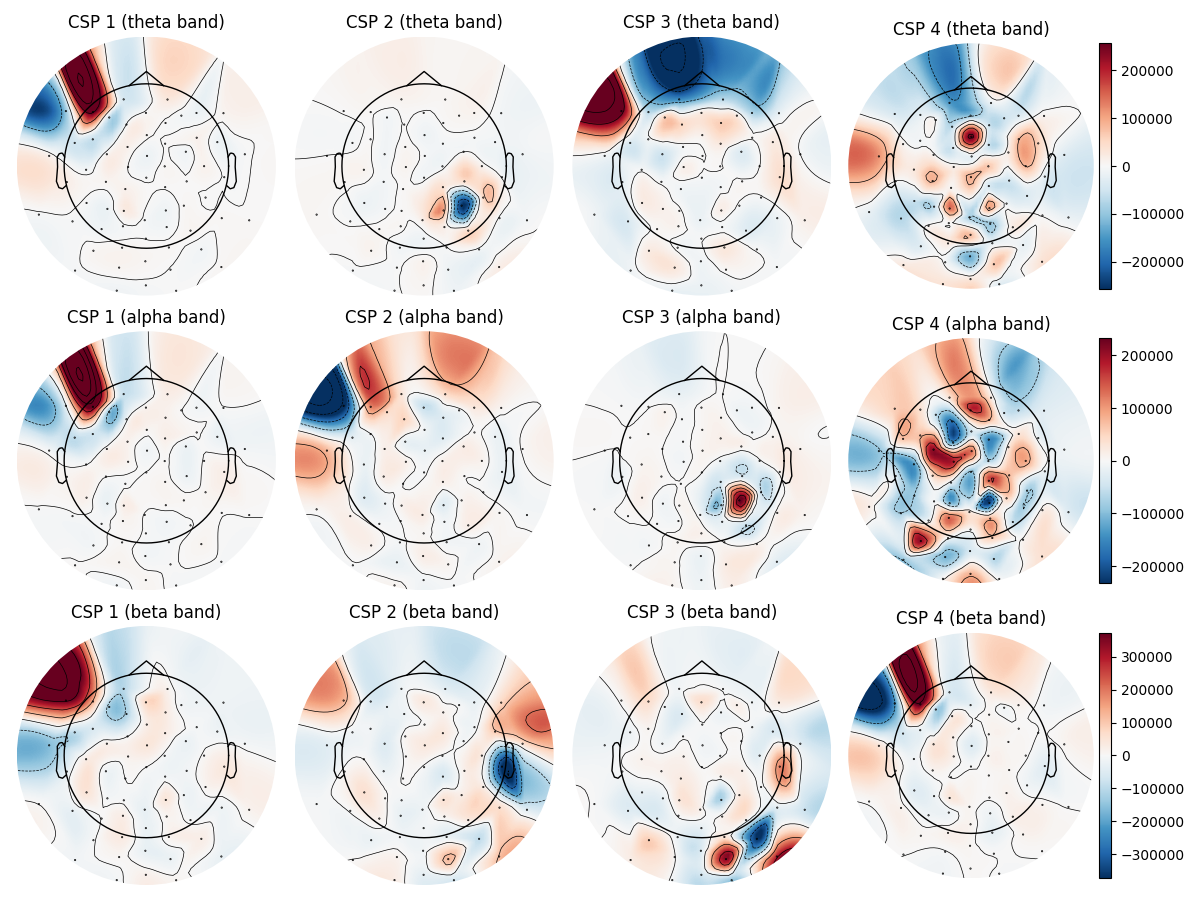 CSP 1 (theta band)
CSP 2 (theta band)
CSP 3 (theta band)
CSP 4 (theta band)
200000
100000
0
−100000
−200000
CSP 1 (alpha band)
CSP 2 (alpha band)
CSP 3 (alpha band)
CSP 4 (alpha band)
200000
100000
0
−100000
−200000
CSP 1 (beta band)
CSP 2 (beta band)
CSP 3 (beta band)
CSP 4 (beta band)
300000
200000
100000
0
−100000
−200000
−300000